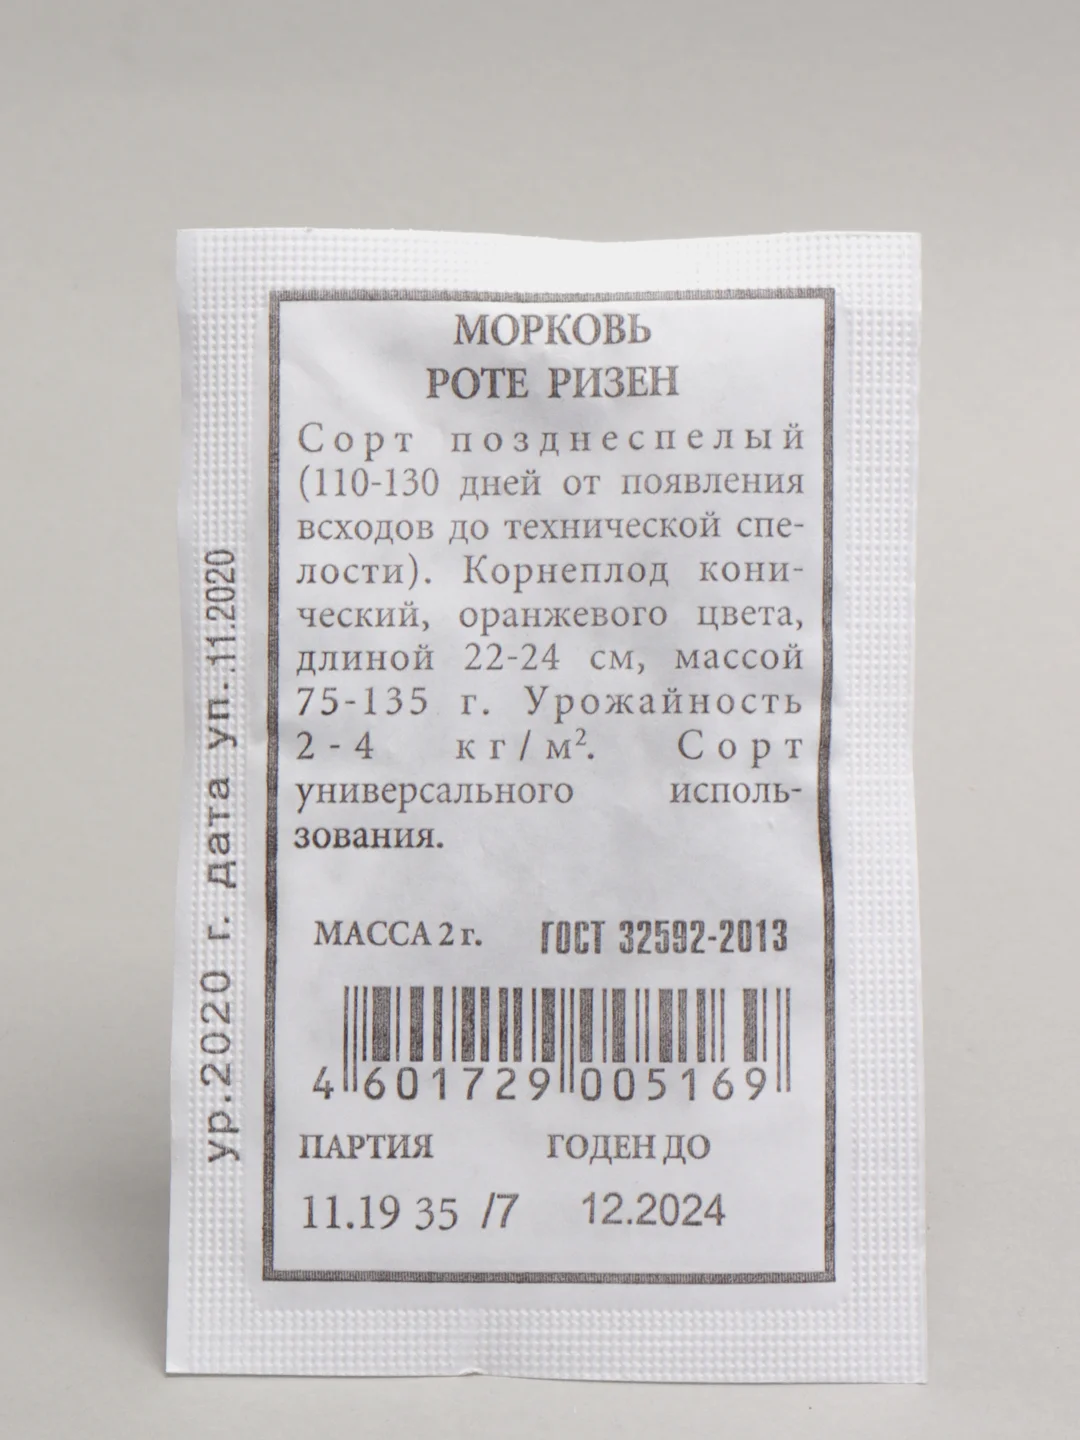 МОРКОВЬ
РОТЕ РИЗЕН
Сорт позднеспелый
(110-130 дней от появления
всходов до технической спе-
лости). Корнеплод кони-
ческий, оранжевого цвета,
длиной 22-24 см, массой
75-135 г. Урожайность
2-4 кг/м². Сорт
универсального исполь-
зования.
МАССА 2 г. ГОСТ 32592-2013
4 601729 005169
ПАРТИЯ ГОДЕН ДО
11.19 35 /7 12.2024
ур.2020 г. дата уп.11.2020